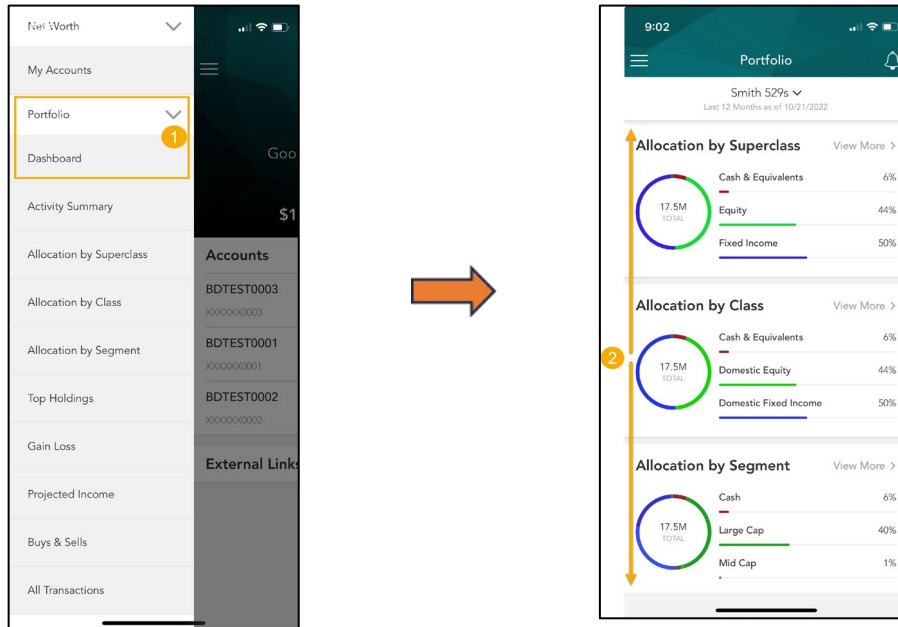 Net Worth
My Accounts
Portfolio
1
Dashboard
Activity Summary
Allocation by Superclass
Allocation by Class
Allocation by Segment
Top Holdings
Gain Loss
Projected Income
Buys & Sells
All Transactions
Goo
$1
Accounts
BDTEST0003
XXXXXX0003
BDTEST0001
XXXXXX0001
BDTEST0002
XXXXXX0002
External Links
9:02
Portfolio
Smith 529s
Last 12 Months as of 10/21/2022
Allocation by Superclass View More >
17.5M
TOTAL
Cash & Equivalents 6%
Equity 44%
Fixed Income 50%
2
Allocation by Class View More >
17.5M
TOTAL
Cash & Equivalents 6%
Domestic Equity 44%
Domestic Fixed Income 50%
Allocation by Segment View More >
17.5M
TOTAL
Cash 6%
Large Cap 40%
Mid Cap 1%